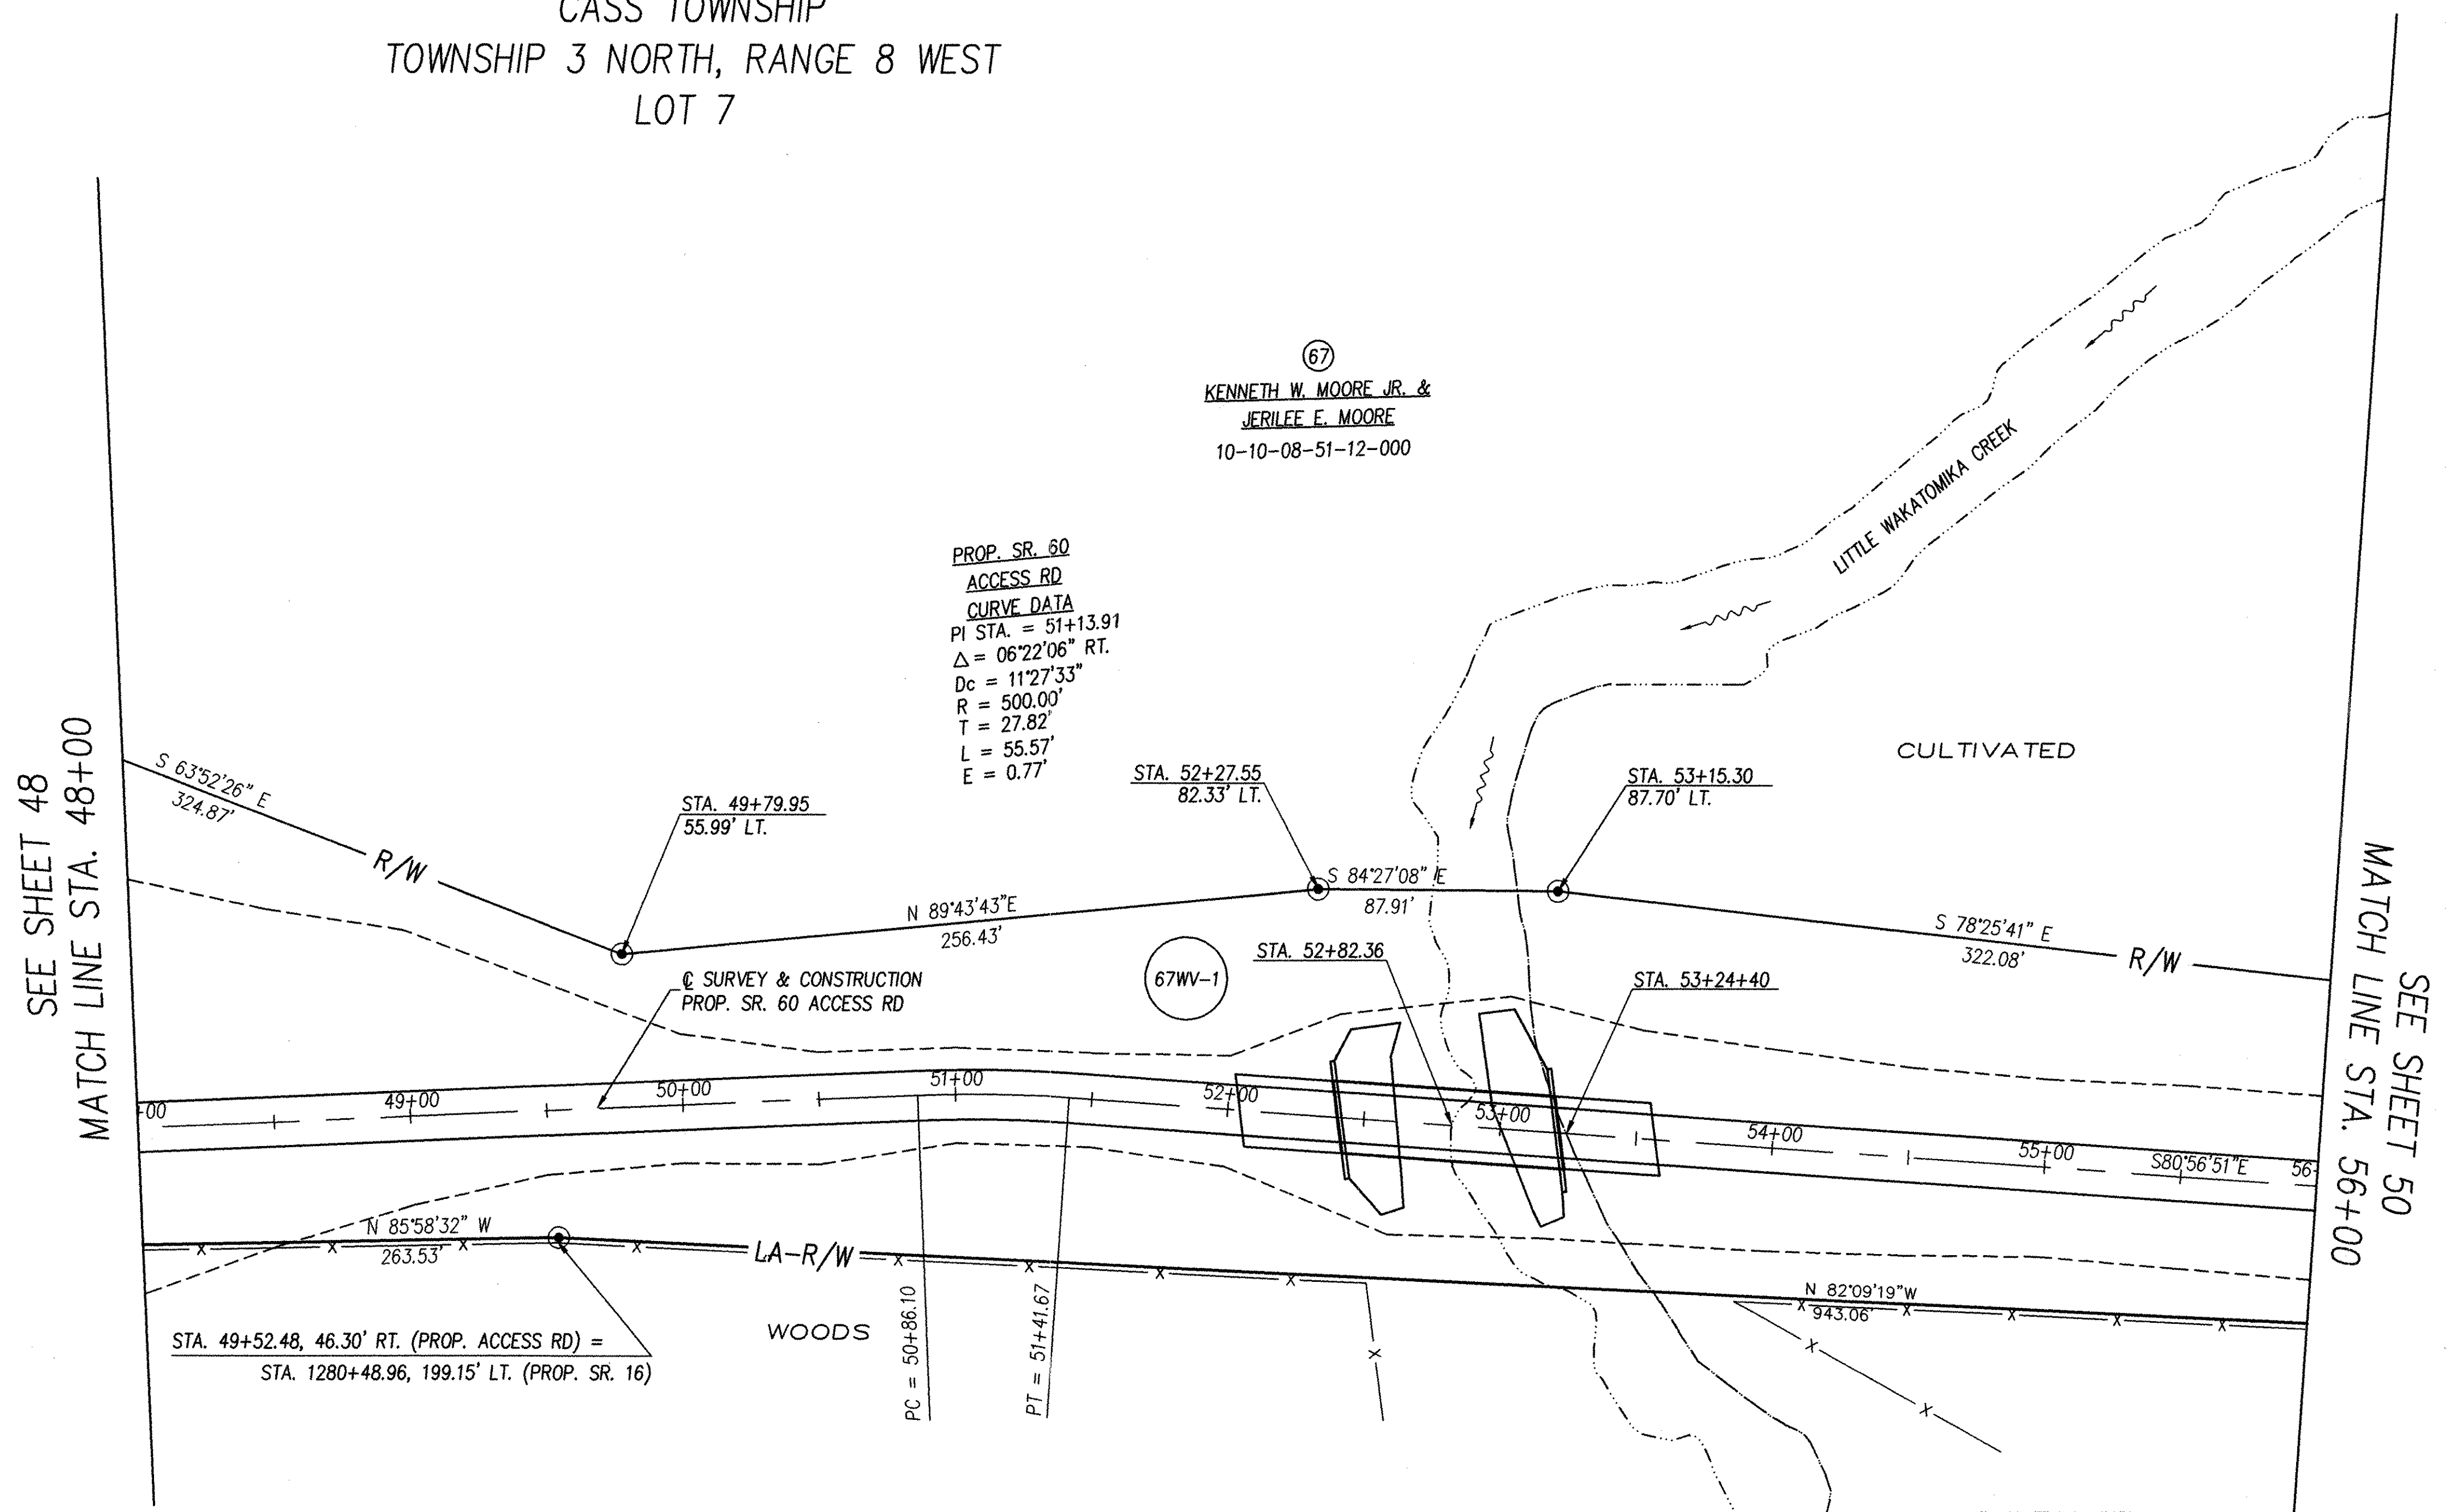 CASS TOWNSHIP
TOWNSHIP 3 NORTH, RANGE 8 WEST
LOT 7
67
KENNETH W. MOORE JR. &
JERILEE E. MOORE
10-10-08-51-12-000
LITTLE WAKATOMIKA CREEK
PROP. SR. 60
ACCESS RD
CURVE DATA
PI STA. = 51+13.91
Δ = 06°22'06" RT.
Dc = 11°27'33"
R = 500.00'
T = 27.82'
L = 55.57'
E = 0.77'
CULTIVATED
SEE SHEET 48
MATCH LINE STA. 48+00
S 63°52'26" E
324.87'
R/W
STA. 49+79.95
55.99' LT.
STA. 52+27.55
82.33' LT.
STA. 53+15.30
87.70' LT.
N 89°43'43"E
256.43'
S 84°27'08" E
87.91'
S 78°25'41" E
322.08'
R/W
MATCH LINE STA. 56+00
SEE SHEET 50
℄ SURVEY & CONSTRUCTION
PROP. SR. 60 ACCESS RD
67WV-1
STA. 52+82.36
STA. 53+24+40
+00
49+00
50+00
51+00
52+00
53+00
54+00
55+00
S80°56'51"E
56+
N 85°58'32" W
263.53'
LA-R/W
N 82°09'19"W
943.06'
STA. 49+52.48, 46.30' RT. (PROP. ACCESS RD) =
STA. 1280+48.96, 199.15' LT. (PROP. SR. 16)
WOODS
PC = 50+86.10
PT = 51+41.67